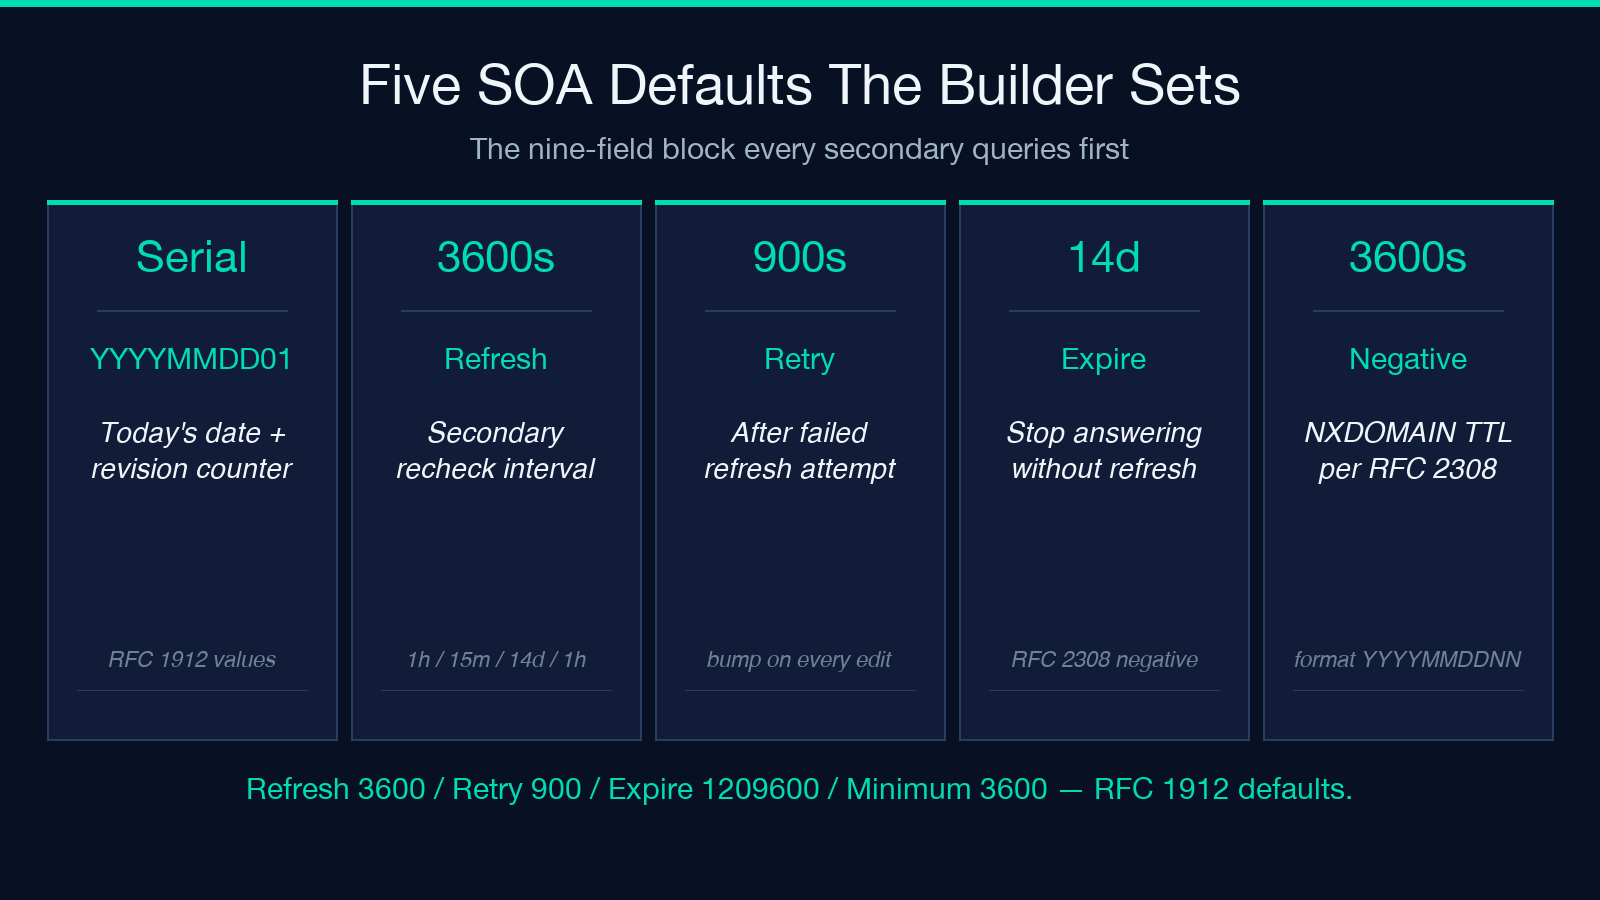 Five SOA Defaults The Builder Sets
The nine-field block every secondary queries first
Serial
YYYYMMDD01
Today's date +
revision counter
RFC 1912 values
3600s
Refresh
Secondary
recheck interval
1h / 15m / 14d / 1h
900s
Retry
After failed
refresh attempt
bump on every edit
14d
Expire
Stop answering
without refresh
RFC 2308 negative
3600s
Negative
NXDOMAIN TTL
per RFC 2308
format YYYYMMDDNN
Refresh 3600 / Retry 900 / Expire 1209600 / Minimum 3600 — RFC 1912 defaults.